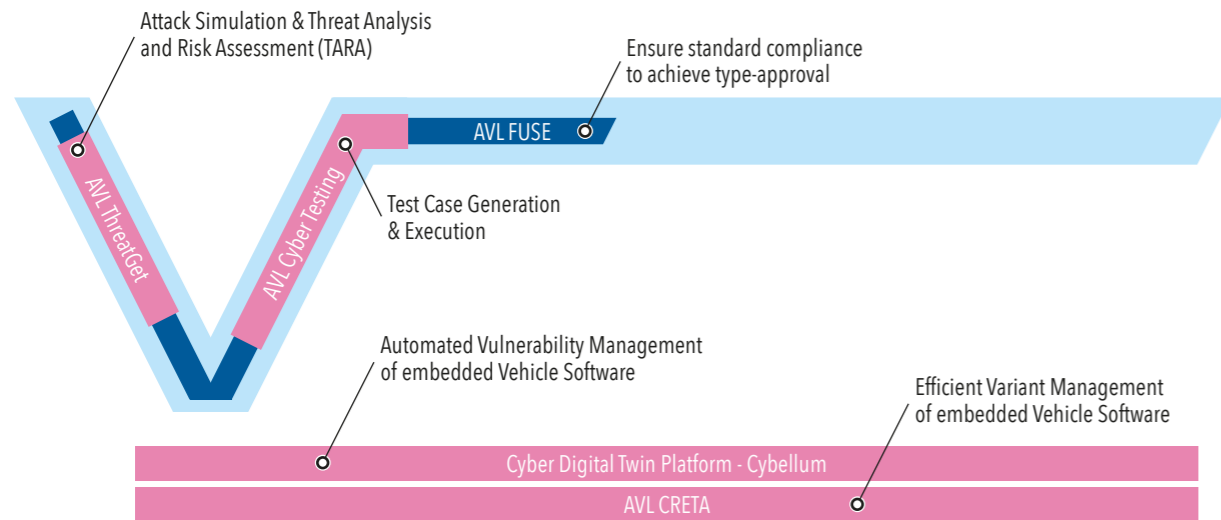 Attack Simulation & Threat Analysis
and Risk Assessment (TARA)
Ensure standard compliance
to achieve type-approval
AVL FUSE
AVL ThreatGet
AVL Cyber Testing
Test Case Generation
& Execution
Automated Vulnerability Management
of embedded Vehicle Software
Efficient Variant Management
of embedded Vehicle Software
Cyber Digital Twin Platform - Cybellum
AVL CRETA